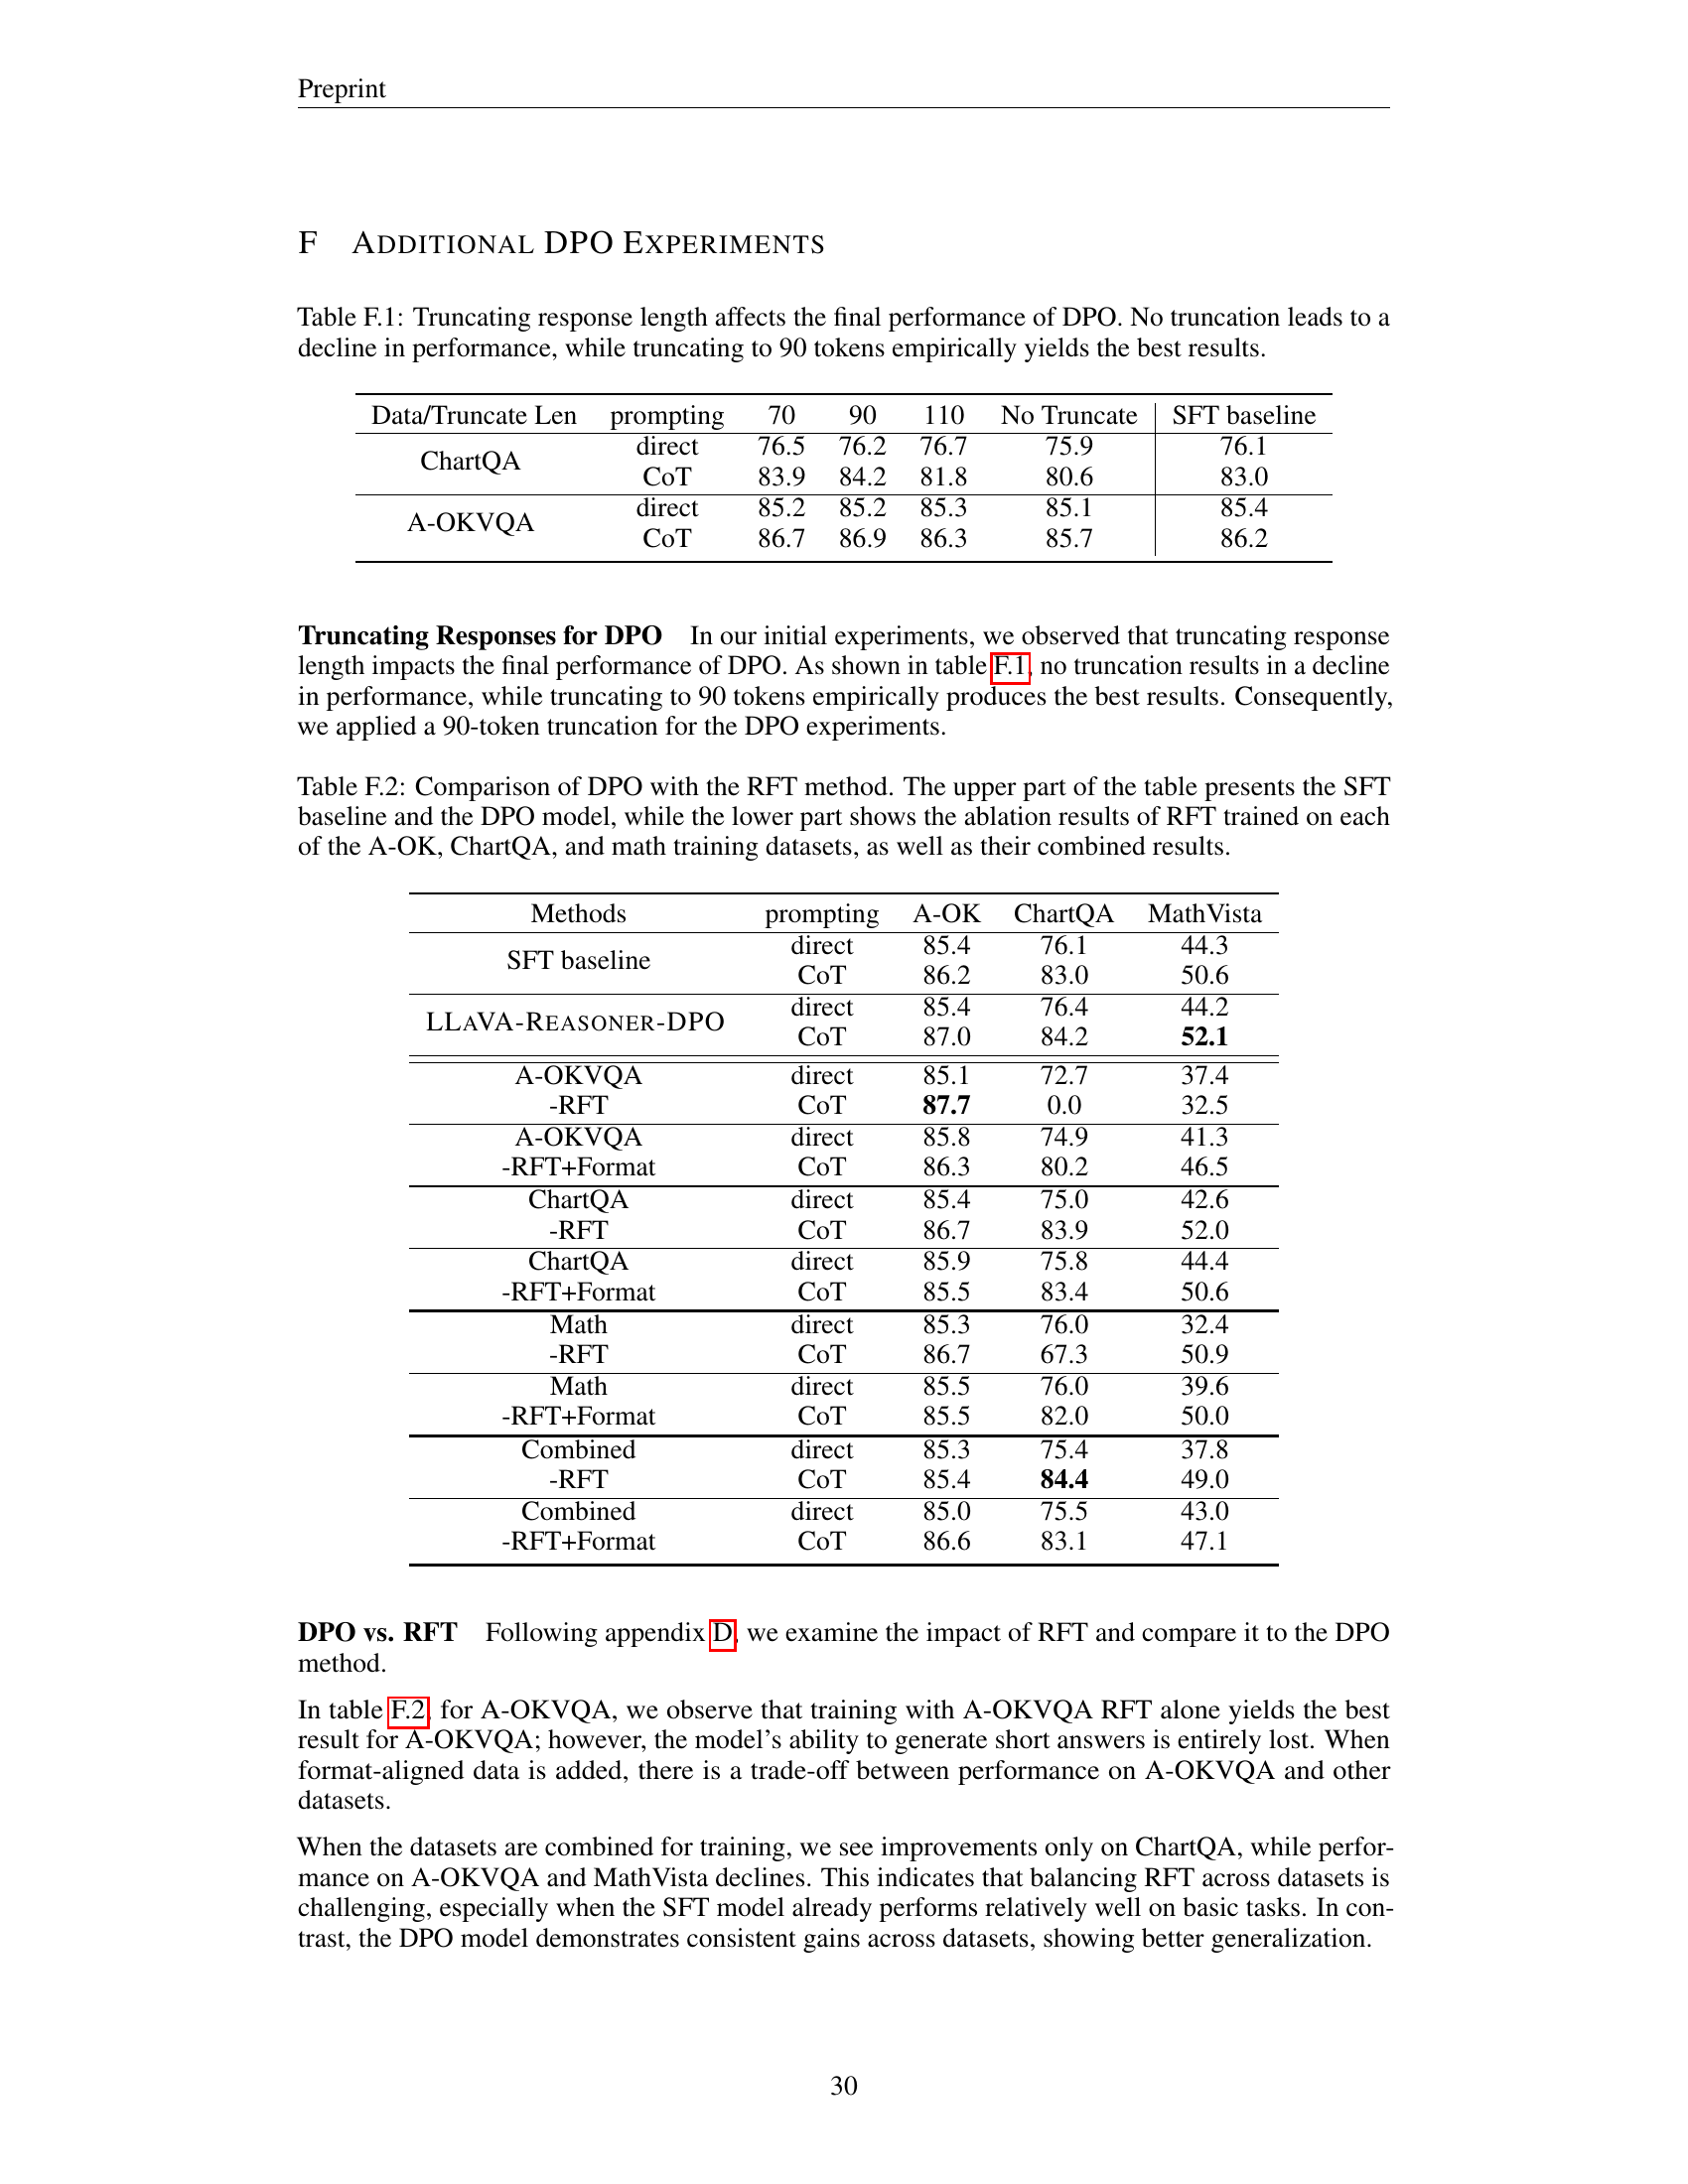 Preprint
F ADDITIONAL DPO EXPERIMENTS
Table F.1: Truncating response length affects the final performance of DPO. No truncation leads to a
decline in performance, while truncating to 90 tokens empirically yields the best results.
Data/Truncate Len prompting 70 90 110 No Truncate SFT baseline
ChartQA
direct 76.5 76.2 76.7 75.9 76.1
CoT 83.9 84.2 81.8 80.6 83.0
A-OKVQA
direct 85.2 85.2 85.3 85.1 85.4
CoT 86.7 86.9 86.3 85.7 86.2
Truncating Responses for DPO In our initial experiments, we observed that truncating response
length impacts the final performance of DPO. As shown in table F.1, no truncation results in a decline
in performance, while truncating to 90 tokens empirically produces the best results. Consequently,
we applied a 90-token truncation for the DPO experiments.
Table F.2: Comparison of DPO with the RFT method. The upper part of the table presents the SFT
baseline and the DPO model, while the lower part shows the ablation results of RFT trained on each
of the A-OK, ChartQA, and math training datasets, as well as their combined results.
Methods prompting A-OK ChartQA MathVista
SFT baseline
direct 85.4 76.1 44.3
CoT 86.2 83.0 50.6
LLAVA-REASONER-DPO
direct 85.4 76.4 44.2
CoT 87.0 84.2 52.1
A-OKVQA direct 85.1 72.7 37.4
-RFT CoT 87.7 0.0 32.5
A-OKVQA direct 85.8 74.9 41.3
-RFT+Format CoT 86.3 80.2 46.5
ChartQA direct 85.4 75.0 42.6
-RFT CoT 86.7 83.9 52.0
ChartQA direct 85.9 75.8 44.4
-RFT+Format CoT 85.5 83.4 50.6
Math direct 85.3 76.0 32.4
-RFT CoT 86.7 67.3 50.9
Math direct 85.5 76.0 39.6
-RFT+Format CoT 85.5 82.0 50.0
Combined direct 85.3 75.4 37.8
-RFT CoT 85.4 84.4 49.0
Combined direct 85.0 75.5 43.0
-RFT+Format CoT 86.6 83.1 47.1
DPO vs. RFT Following appendix D, we examine the impact of RFT and compare it to the DPO
method.
In table F.2, for A-OKVQA, we observe that training with A-OKVQA RFT alone yields the best
result for A-OKVQA; however, the model's ability to generate short answers is entirely lost. When
format-aligned data is added, there is a trade-off between performance on A-OKVQA and other
datasets.
When the datasets are combined for training, we see improvements only on ChartQA, while perfor-
mance on A-OKVQA and MathVista declines. This indicates that balancing RFT across datasets is
challenging, especially when the SFT model already performs relatively well on basic tasks. In con-
trast, the DPO model demonstrates consistent gains across datasets, showing better generalization.
30